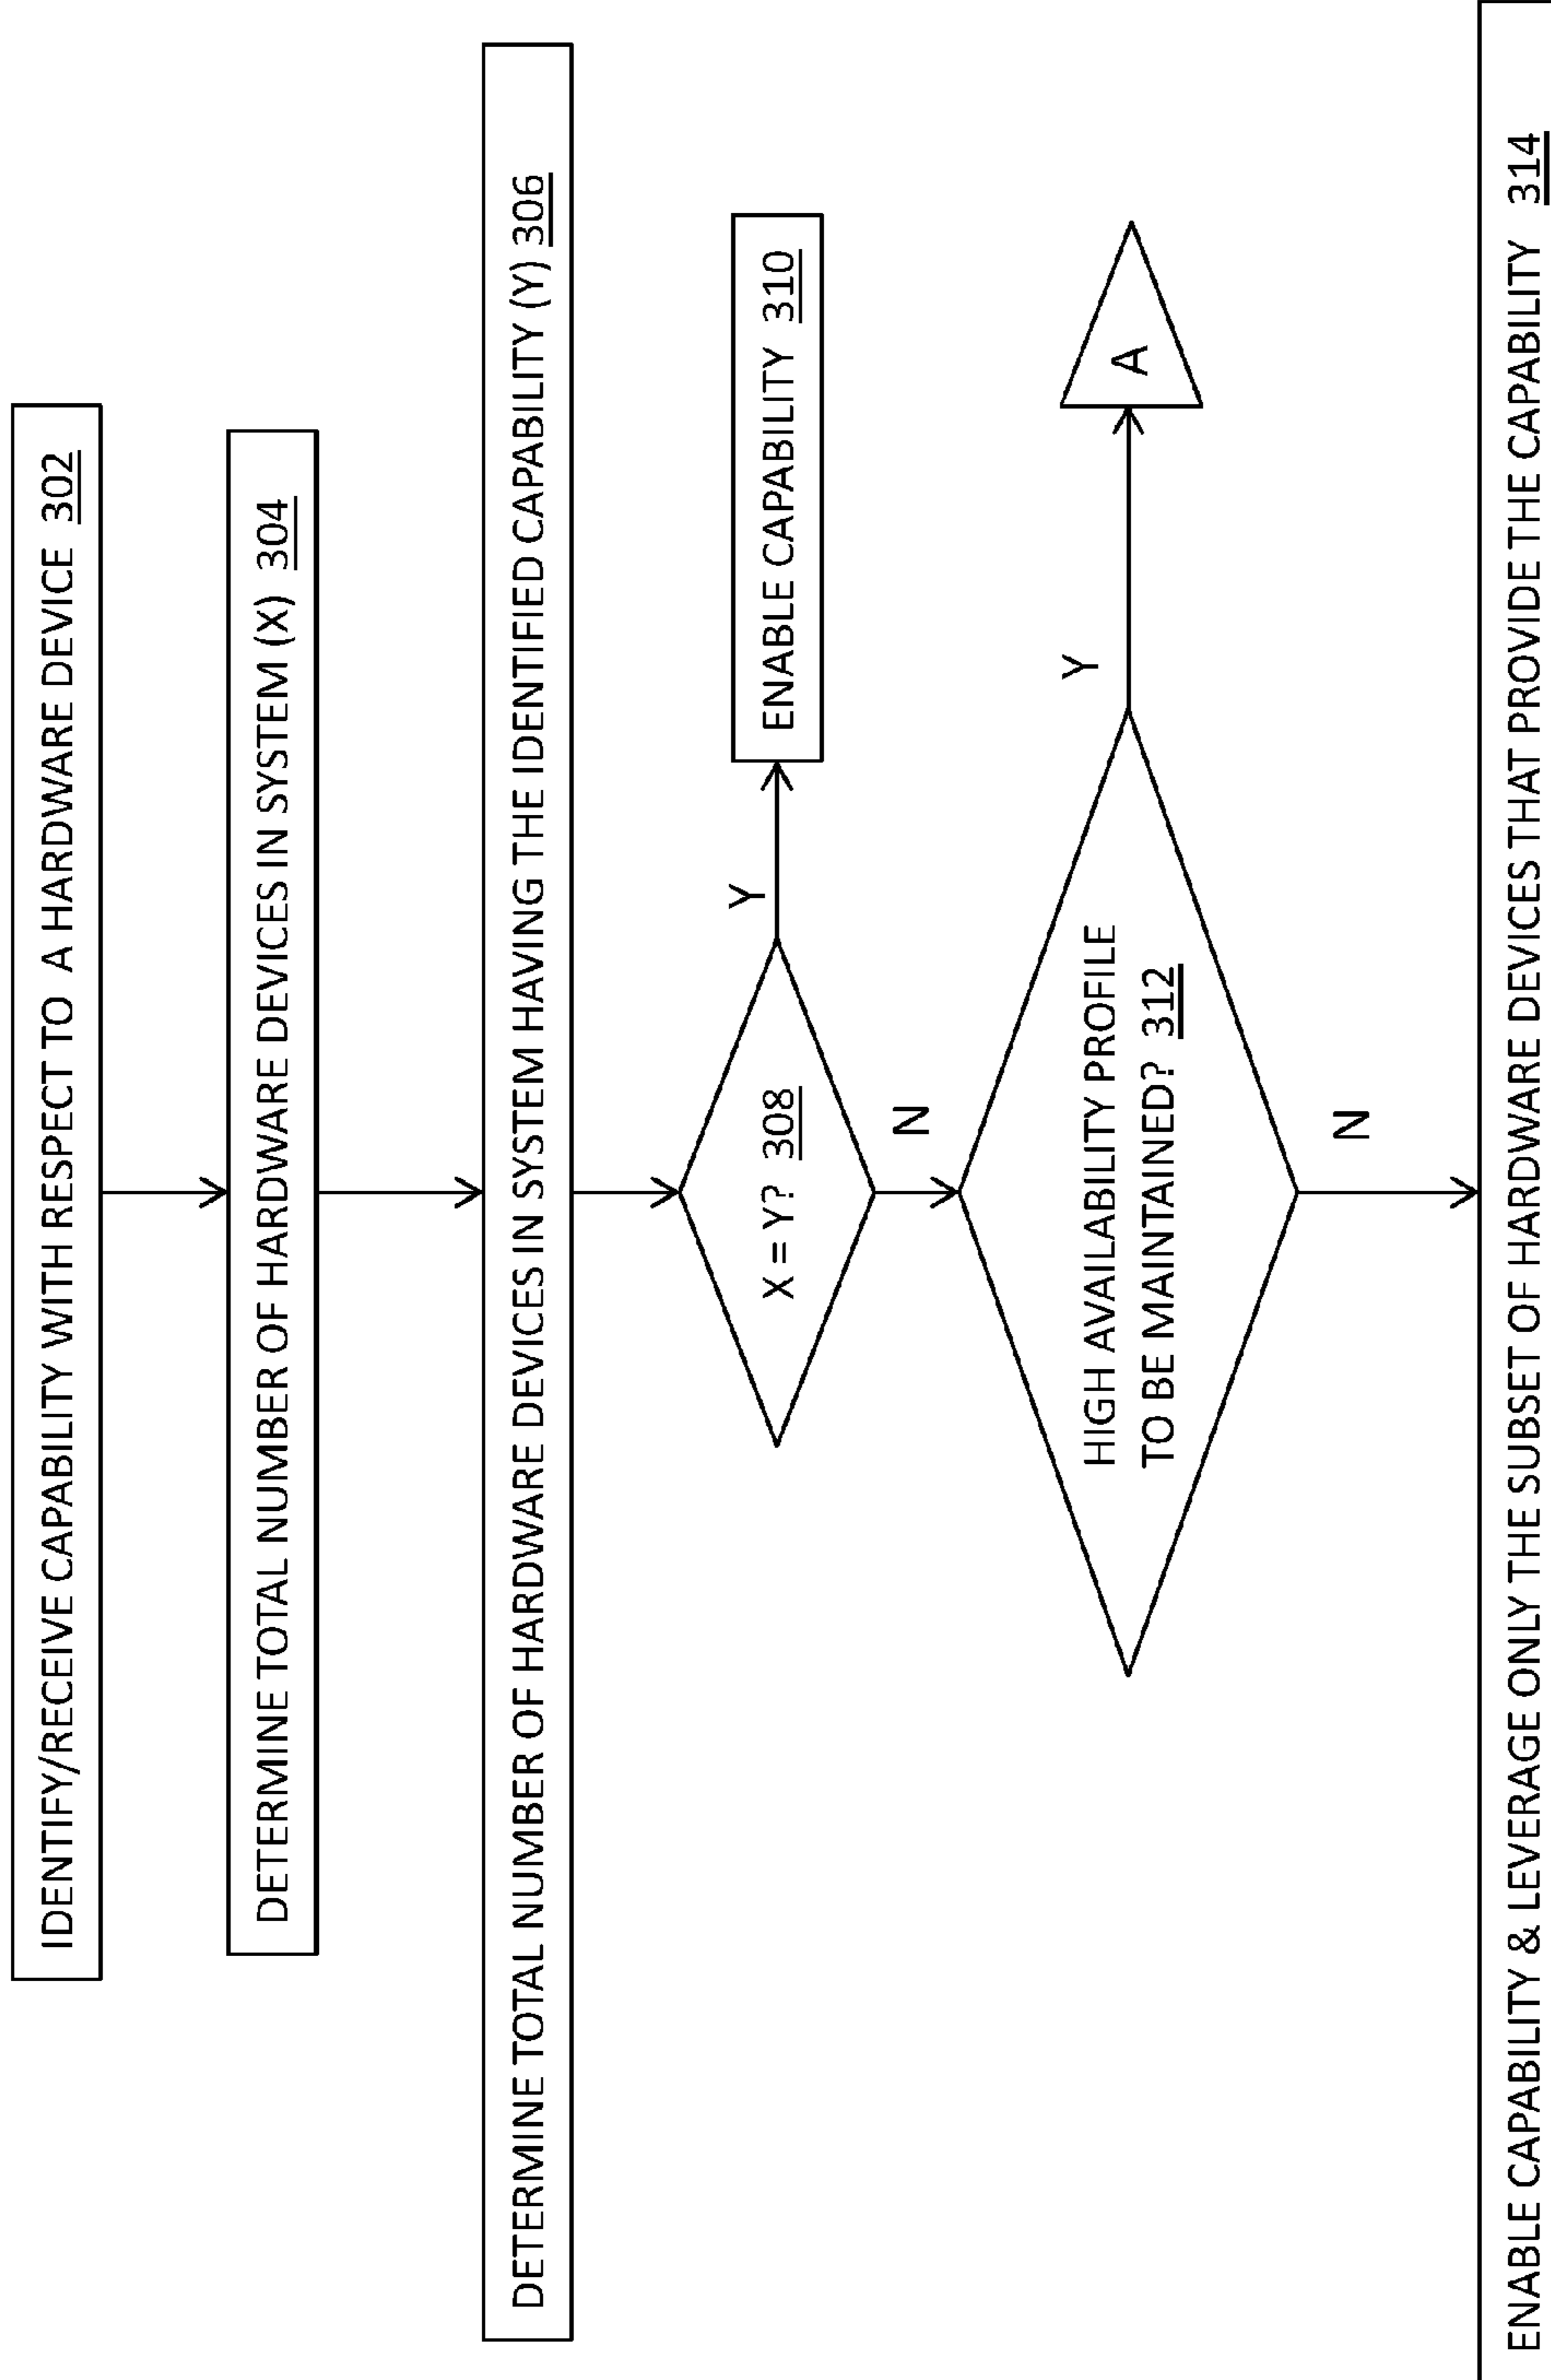 IDENTIFY/RECEIVE CAPABILITY WITH RESPECT TO A HARDWARE DEVICE 302
DETERMINE TOTAL NUMBER OF HARDWARE DEVICES IN SYSTEM (X) 304
DETERMINE TOTAL NUMBER OF HARDWARE DEVICES IN SYSTEM HAVING THE IDENTIFIED CAPABILITY (Y) 306
X = Y? 308
Y
ENABLE CAPABILITY 310
N
HIGH AVAILABILITY PROFILE
TO BE MAINTAINED? 312
Y
A
N
ENABLE CAPABILITY & LEVERAGE ONLY THE SUBSET OF HARDWARE DEVICES THAT PROVIDE THE CAPABILITY 314